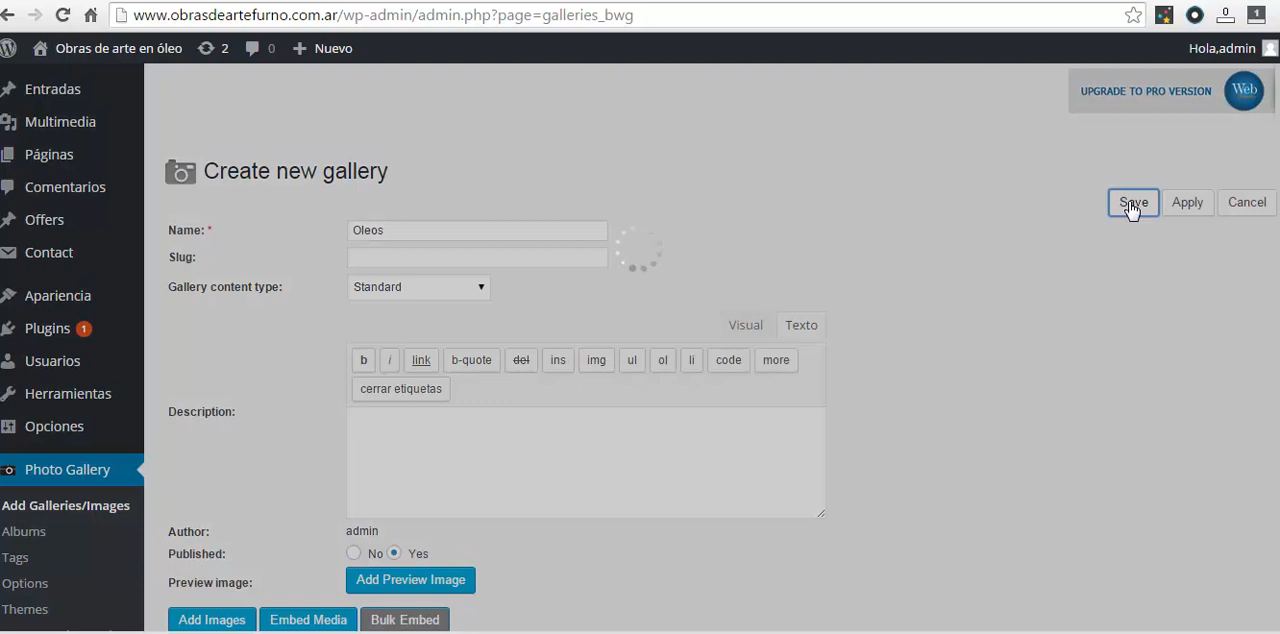 www.obrasdeartefurno.com.ar/wp-admin/admin.php?page=galleries_bwg
0
1
Obras de arte en óleo 2 0 Nuevo
Hola,admin
Entradas
Multimedia
Páginas
Comentarios
Offers
Contact
Apariencia
Plugins 1
Usuarios
Herramientas
Opciones
Photo Gallery
Add Galleries/Images
Albums
Tags
Options
Themes
UPGRADE TO PRO VERSION Web
Create new gallery
Save Apply Cancel
Name: * Oleos
Slug:
Gallery content type: Standard
Visual Texto
b i link b-quote del ins img ul ol li code more
cerrar etiquetas
Description:
Author: admin
Published: No Yes
Preview image: Add Preview Image
Add Images Embed Media Bulk Embed